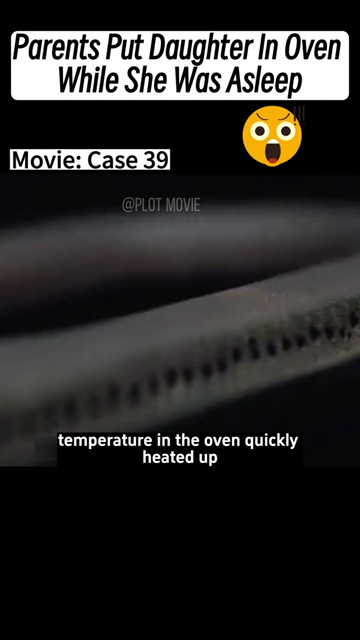 Parents Put Daughter In Oven
While She Was Asleep
Movie: Case 39
@PLOT MOVIE
temperature in the oven quickly
heated up